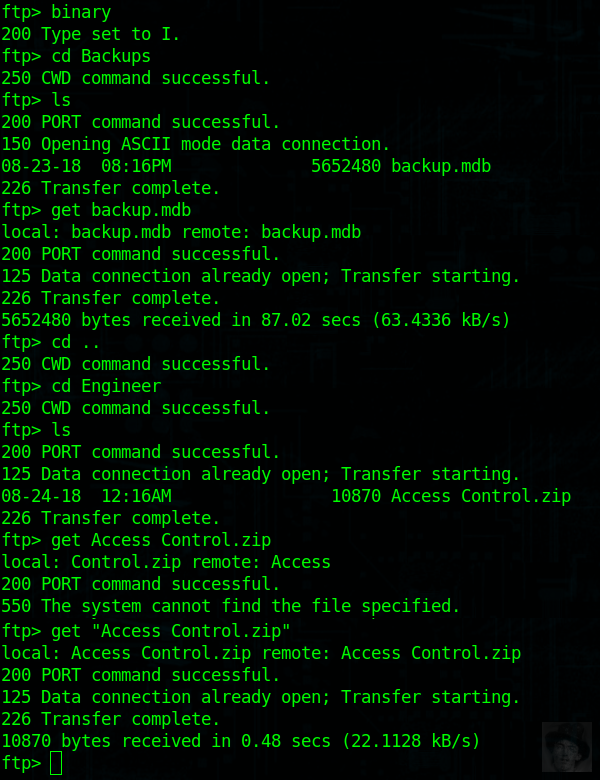 ftp> binary
200 Type set to I.
ftp> cd Backups
250 CWD command successful.
ftp> ls
200 PORT command successful.
150 Opening ASCII mode data connection.
08-23-18  08:16PM              5652480 backup.mdb
226 Transfer complete.
ftp> get backup.mdb
local: backup.mdb remote: backup.mdb
200 PORT command successful.
125 Data connection already open; Transfer starting.
226 Transfer complete.
5652480 bytes received in 87.02 secs (63.4336 kB/s)
ftp> cd ..
250 CWD command successful.
ftp> cd Engineer
250 CWD command successful.
ftp> ls
200 PORT command successful.
125 Data connection already open; Transfer starting.
08-24-18  12:16AM                10870 Access Control.zip
226 Transfer complete.
ftp> get Access Control.zip
local: Control.zip remote: Access
200 PORT command successful.
550 The system cannot find the file specified.
ftp> get "Access Control.zip"
local: Access Control.zip remote: Access Control.zip
200 PORT command successful.
125 Data connection already open; Transfer starting.
226 Transfer complete.
10870 bytes received in 0.48 secs (22.1128 kB/s)
ftp>